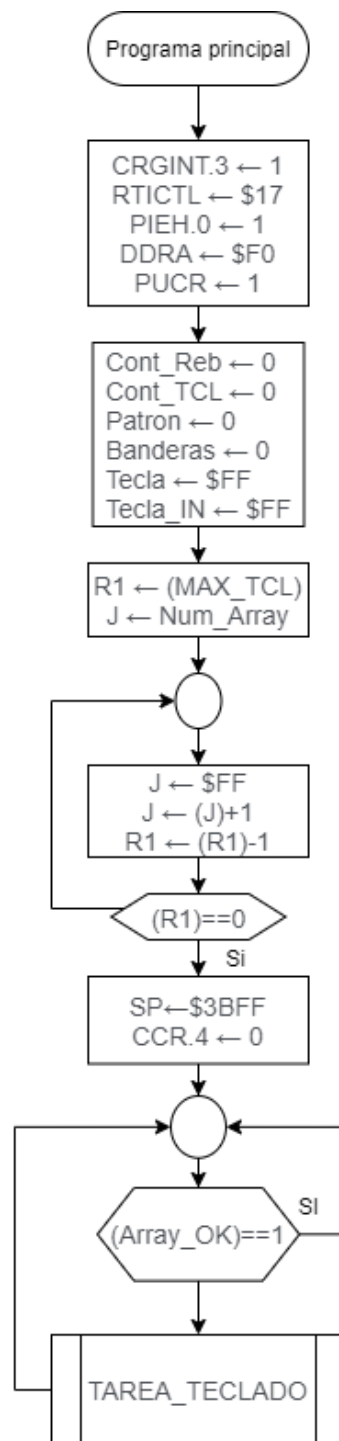 Programa principal
CRGINT.3 ← 1
RTICTL ← $17
PIEH.0 ← 1
DDRA ← $F0
PUCR ← 1
Cont_Reb ← 0
Cont_TCL ← 0
Patron ← 0
Banderas ← 0
Tecla ← $FF
Tecla_IN ← $FF
R1 ← (MAX_TCL)
J ← Num_Array
J ← $FF
J ← (J)+1
R1 ← (R1)-1
(R1)==0
Si
SP←$3BFF
CCR.4 ← 0
SI
(Array_OK)==1
TAREA_TECLADO